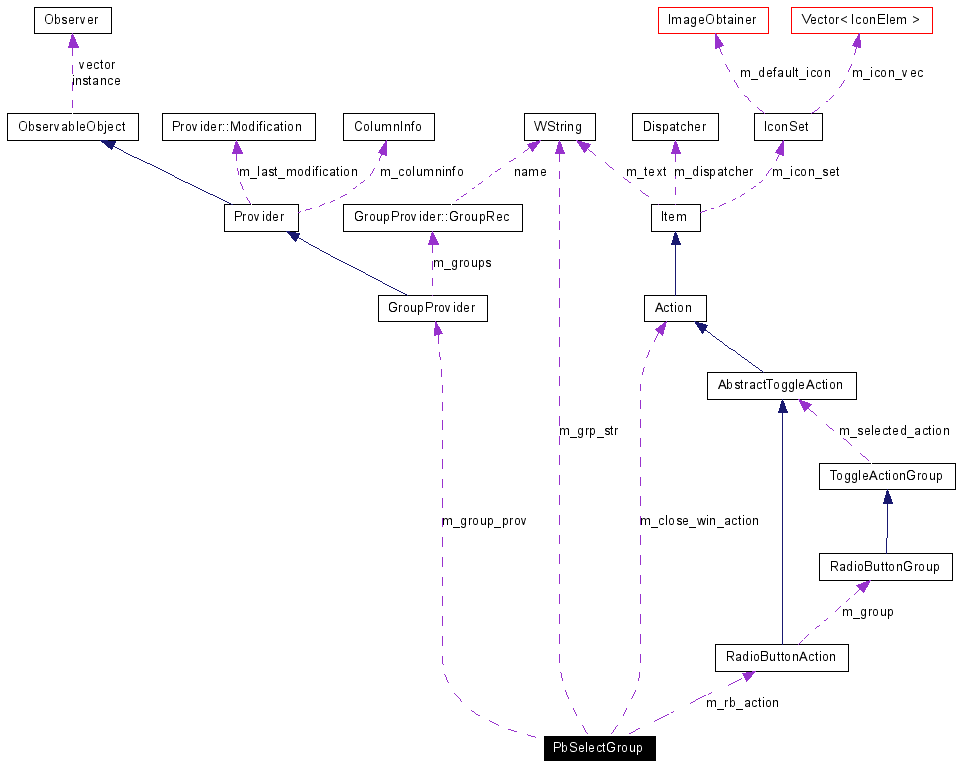 Observer
ImageObtainer
Vector< IconElem >
vector
instance
m_default_icon
m_icon_vec
ObservableObject
Provider::Modification
ColumnInfo
WString
Dispatcher
IconSet
m_last_modification
m_columninfo
name
m_text
m_dispatcher
m_icon_set
Provider
GroupProvider::GroupRec
Item
m_groups
GroupProvider
Action
AbstractToggleAction
m_grp_str
m_selected_action
ToggleActionGroup
m_group_prov
m_close_win_action
RadioButtonGroup
m_group
RadioButtonAction
m_rb_action
PbSelectGroup